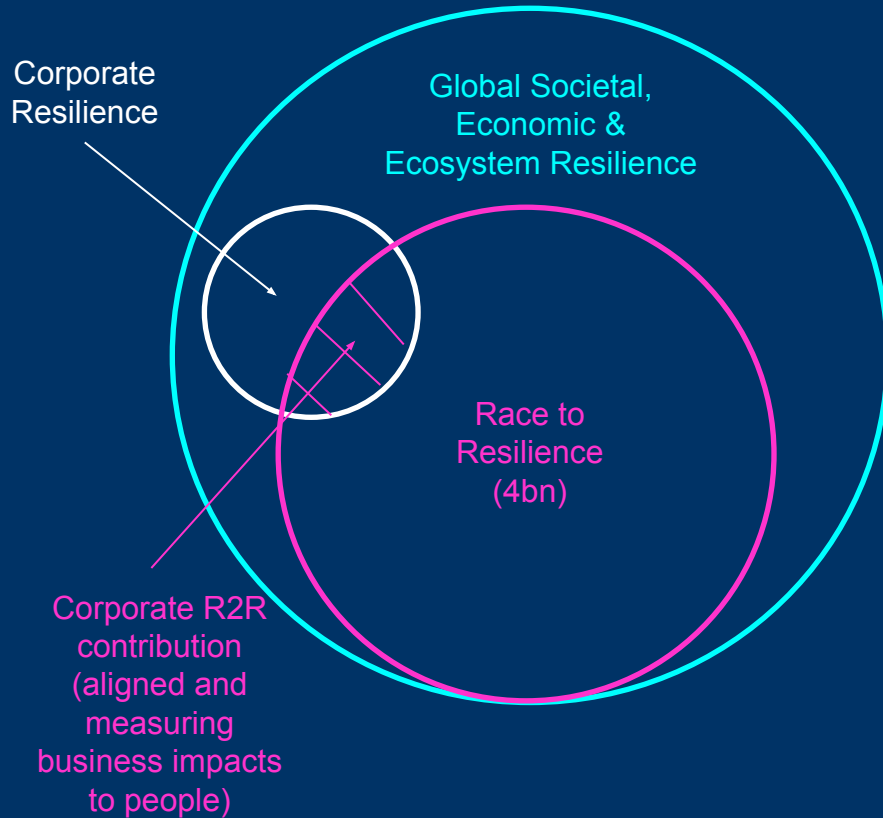 Corporate
Resilience
Global Societal,
Economic &
Ecosystem Resilience
Race to
Resilience
(4bn)
Corporate R2R
contribution
(aligned and
measuring
business impacts
to people)